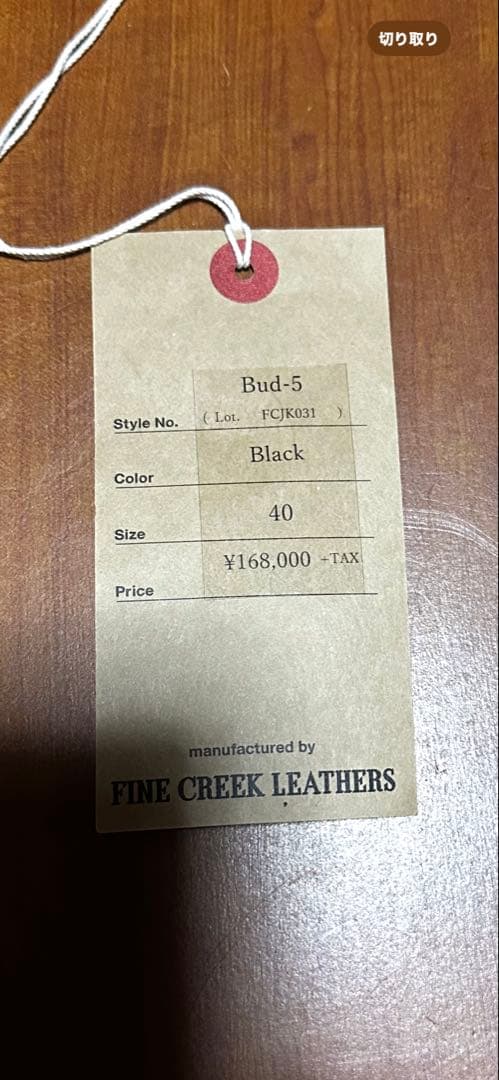 切り取り
Bud-5
Style No. ( Lot. FCJK031 )
Black
Color
40
Size
¥168,000 +TAX
Price
manufactured by
FINE CREEK LEATHERS